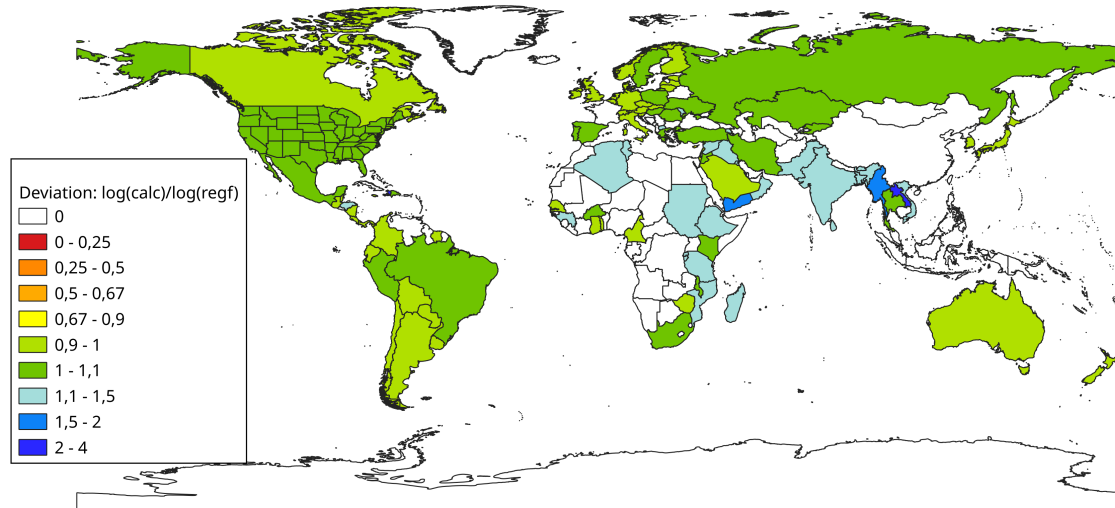 Deviation: log(calc)/log(regf)
0
0 - 0,25
0,25 - 0,5
0,5 - 0,67
0,67 - 0,9
0,9 - 1
1 - 1,1
1,1 - 1,5
1,5 - 2
2 - 4